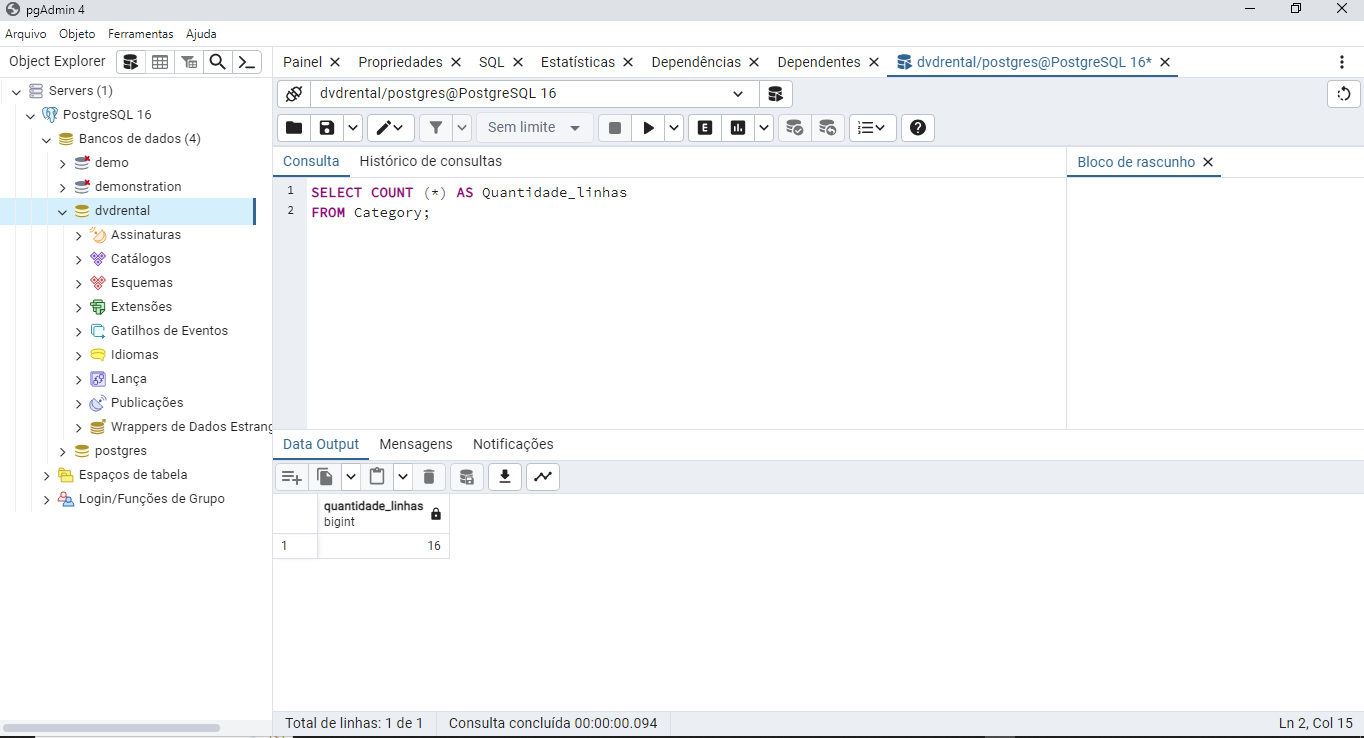 pgAdmin 4
Arquivo Objeto Ferramentas Ajuda
Object Explorer
Painel Propriedades SQL Estatísticas Dependências Dependentes dvdrental/postgres@PostgreSQL 16*
Servers (1)
PostgreSQL 16
Bancos de dados (4)
demo
demonstration
dvdrental
Assinaturas
Catálogos
Esquemas
Extensões
Gatilhos de Eventos
Idiomas
Lança
Publicações
Wrappers de Dados Estrang
postgres
Espaços de tabela
Login/Funções de Grupo
dvdrental/postgres@PostgreSQL 16
Sem limite
E
Consulta Histórico de consultas
Bloco de rascunho
1 SELECT COUNT (*) AS Quantidade_linhas
2 FROM Category;
Data Output Mensagens Notificações
quantidade_linhas
bigint
1 16
Total de linhas: 1 de 1 Consulta concluída 00:00:00.094 Ln 2, Col 15